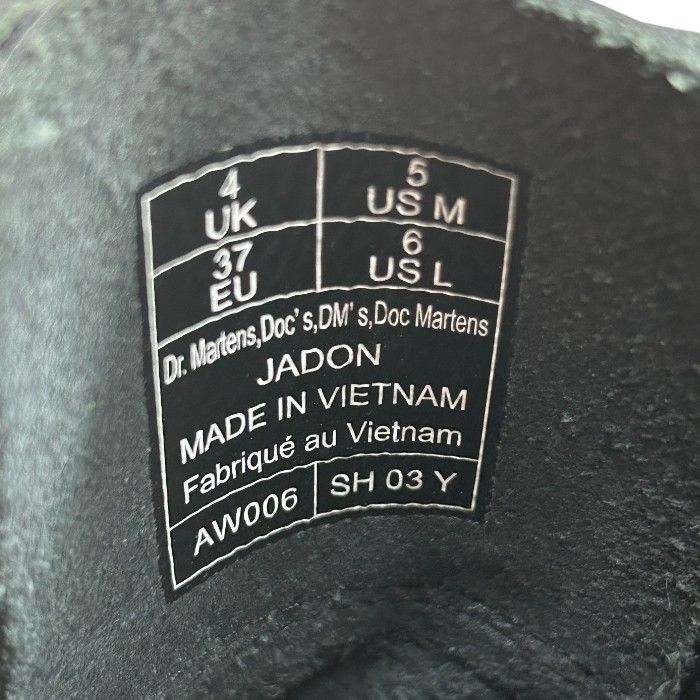 4 UK
5 US M
37 EU
6 US L
Dr. Martens,Doc's,DM's,Doc Martens
JADON
MADE IN VIETNAM
Fabriqué au Vietnam
AW006
SH 03 Y